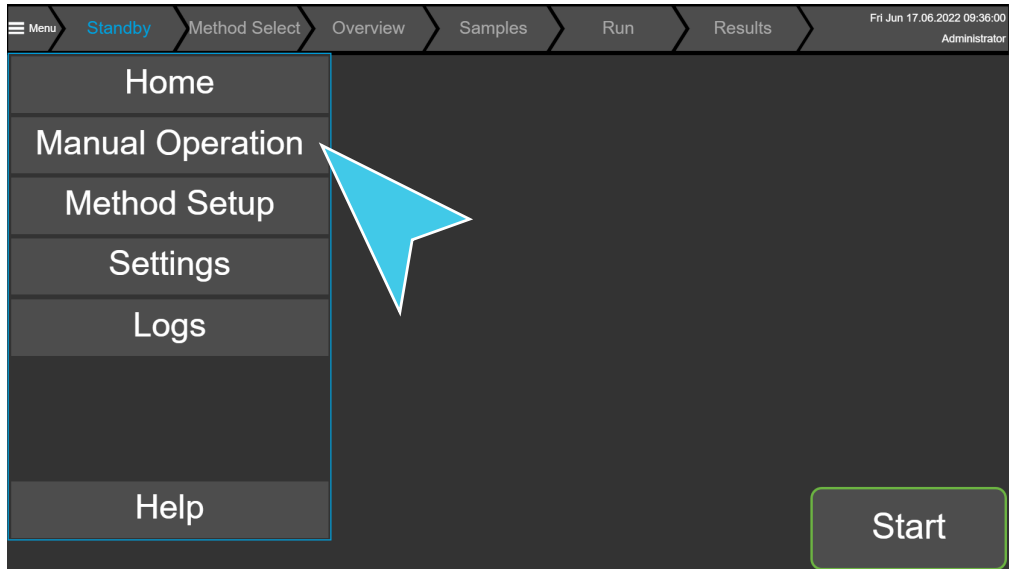 Menu Standby Method Select Overview Samples Run Results Fri Jun 17.06.2022 09:36:00
Administrator
Home
Manual Operation
Method Setup
Settings
Logs
Help
Start